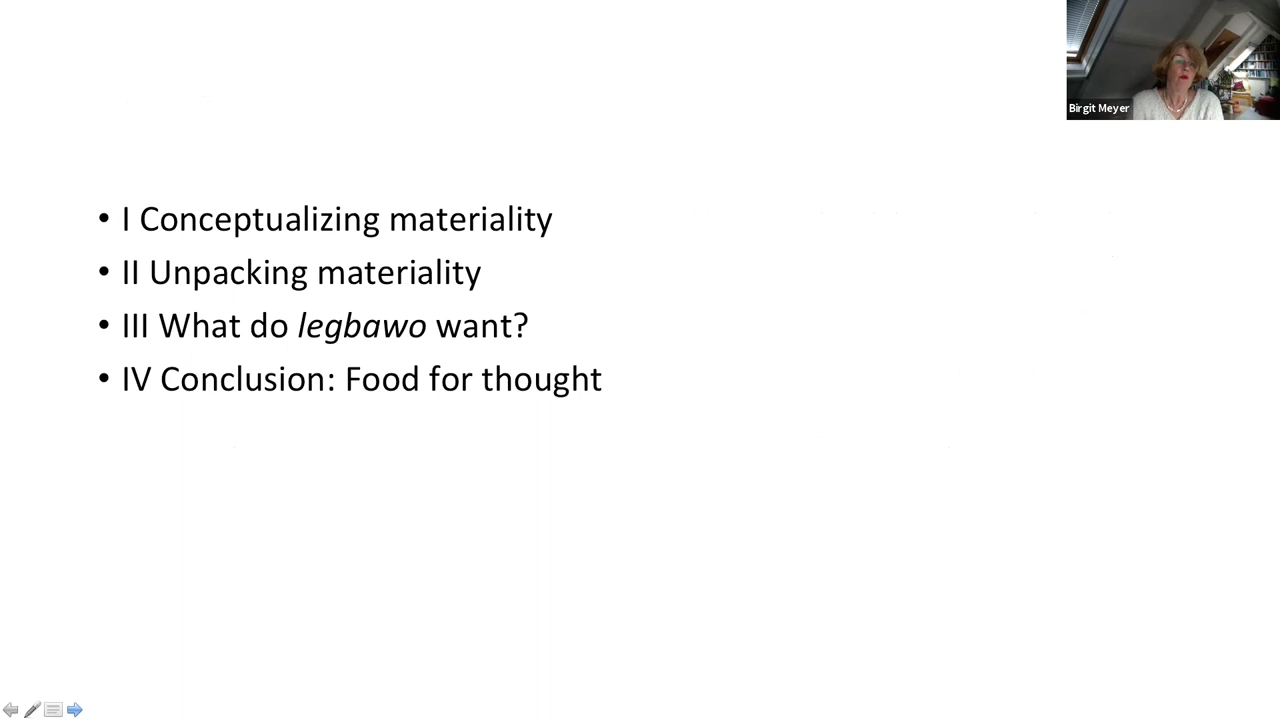 Birgit Meyer
• I Conceptualizing materiality
• II Unpacking materiality
• III What do legbawo want?
• IV Conclusion: Food for thought